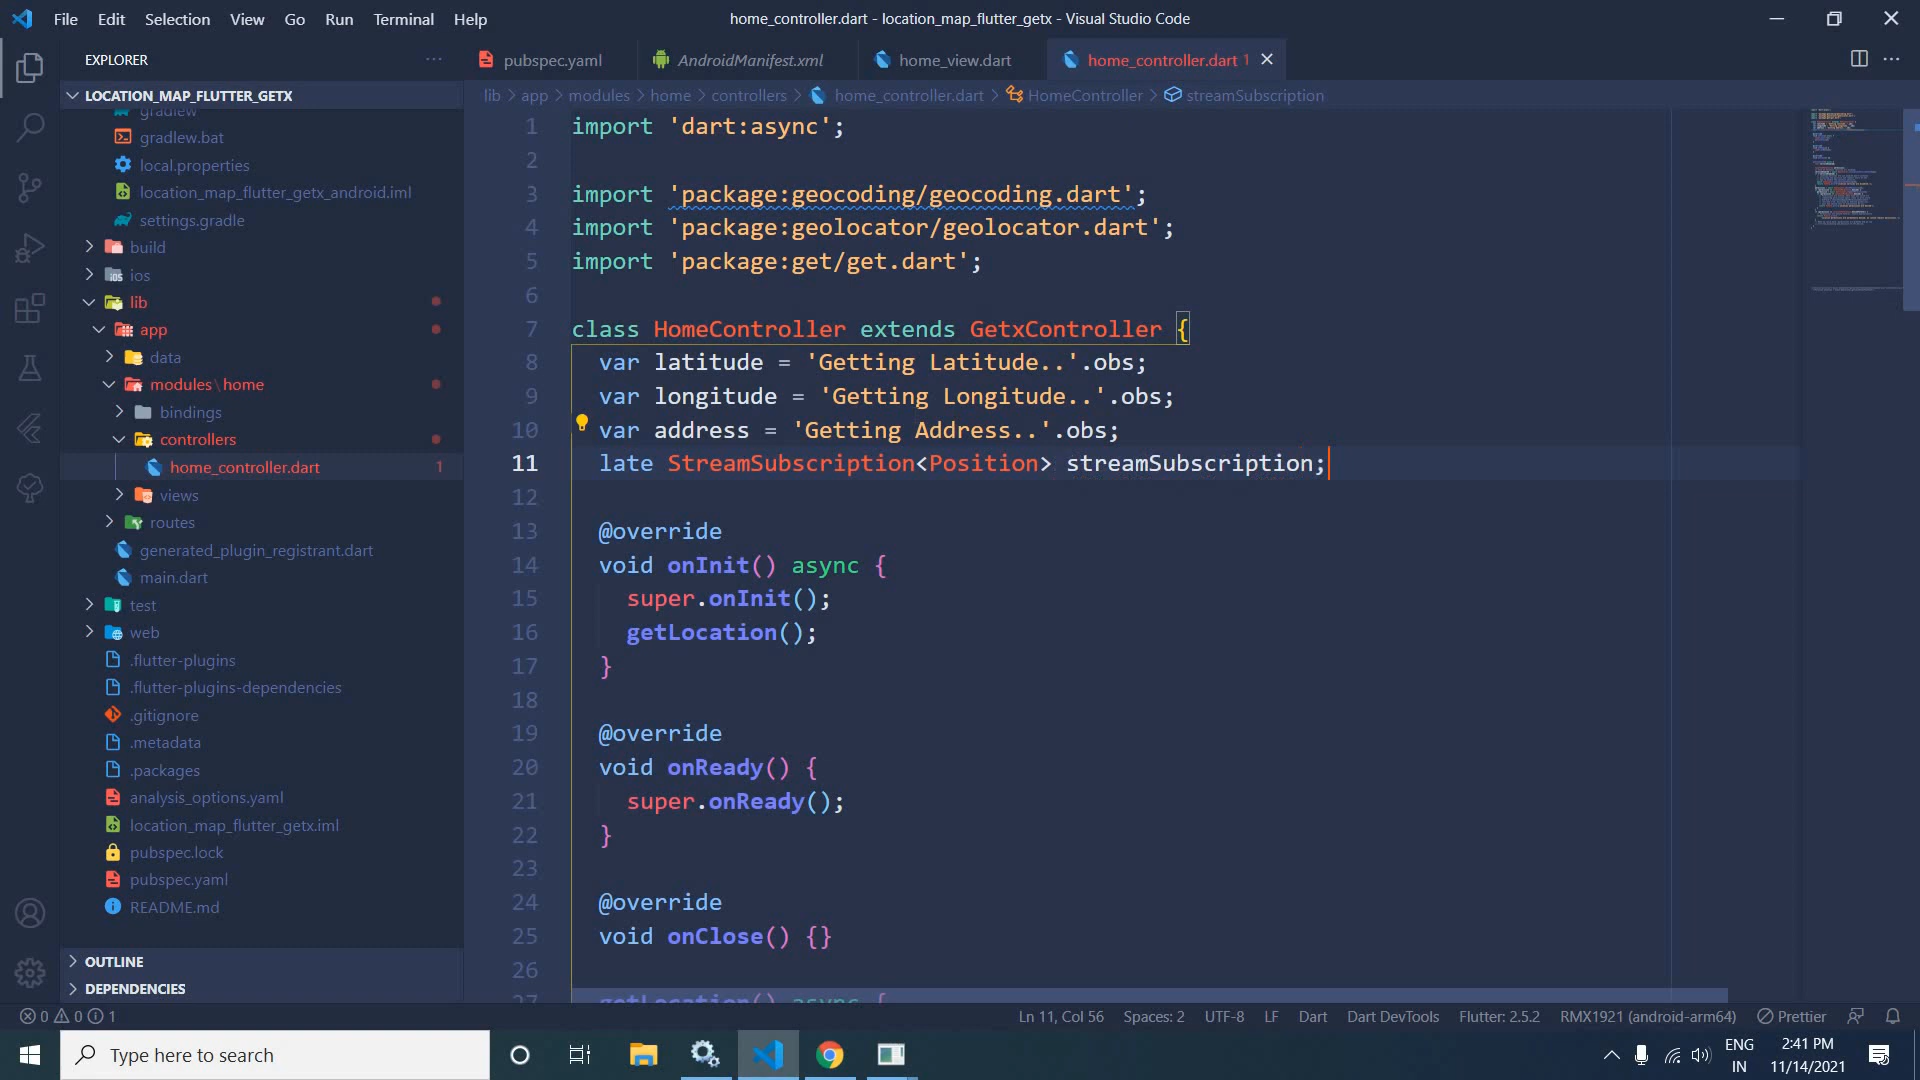 File Edit Selection View Go Run Terminal Help
home_controller.dart - location_map_flutter_getx - Visual Studio Code
EXPLORER
LOCATION_MAP_FLUTTER_GETX
gradlew
gradlew.bat
local.properties
location_map_flutter_getx_android.iml
settings.gradle
build
ios
lib
app
data
modules\home
bindings
controllers
home_controller.dart 1
views
routes
generated_plugin_registrant.dart
main.dart
test
web
.flutter-plugins
.flutter-plugins-dependencies
.gitignore
.metadata
.packages
analysis_options.yaml
location_map_flutter_getx.iml
pubspec.lock
pubspec.yaml
README.md
OUTLINE
DEPENDENCIES
pubspec.yaml AndroidManifest.xml home_view.dart home_controller.dart 1
lib > app > modules > home > controllers > home_controller.dart > HomeController > streamSubscription
1 import 'dart:async';
2
3 import 'package:geocoding/geocoding.dart';
4 import 'package:geolocator/geolocator.dart';
5 import 'package:get/get.dart';
6
7 class HomeController extends GetxController {
8 var latitude = 'Getting Latitude..'.obs;
9 var longitude = 'Getting Longitude..'.obs;
10 var address = 'Getting Address..'.obs;
11 late StreamSubscription<Position> streamSubscription;
12
13 @override
14 void onInit() async {
15 super.onInit();
16 getLocation();
17 }
18
19 @override
20 void onReady() {
21 super.onReady();
22 }
23
24 @override
25 void onClose() {}
26
27 getLocation() async {
0 0 1
Ln 11, Col 56 Spaces: 2 UTF-8 LF Dart Dart DevTools Flutter: 2.5.2 RMX1921 (android-arm64) Prettier
Type here to search
ENG
IN
2:41 PM
11/14/2021